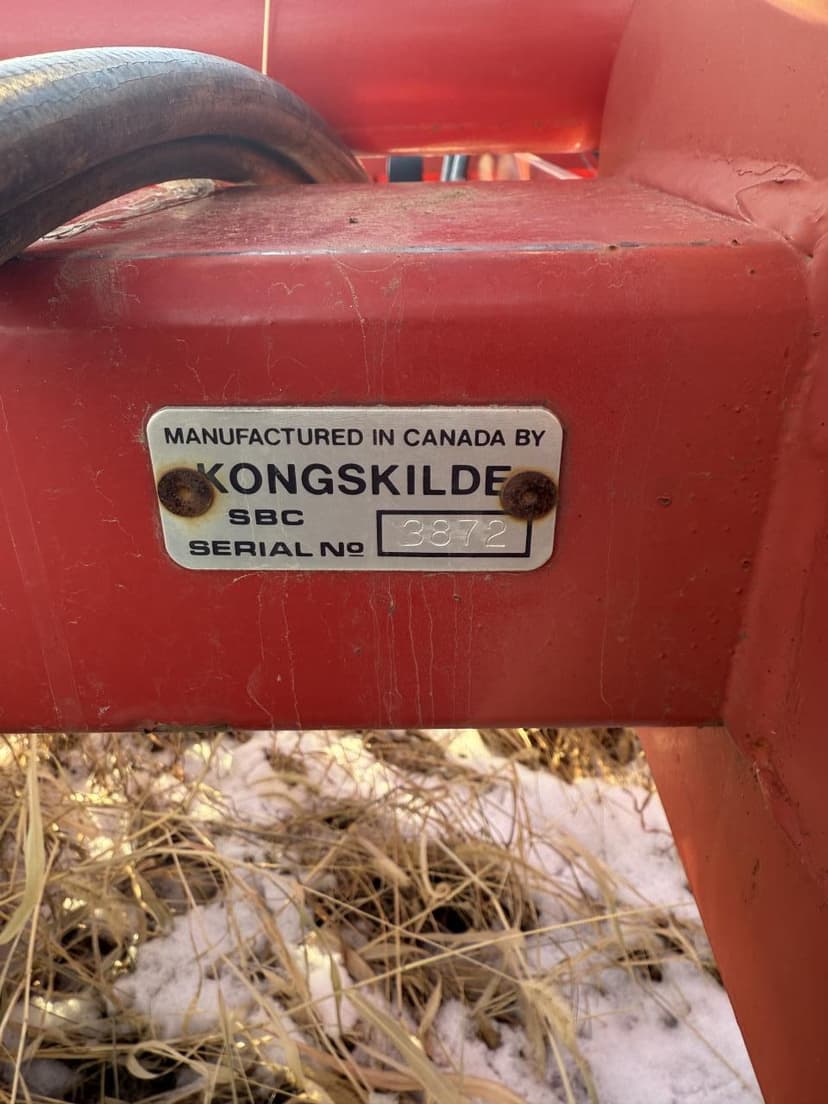 MANUFACTURED IN CANADA BY
KONGSKILDE
SBC
SERIAL Nº 3872